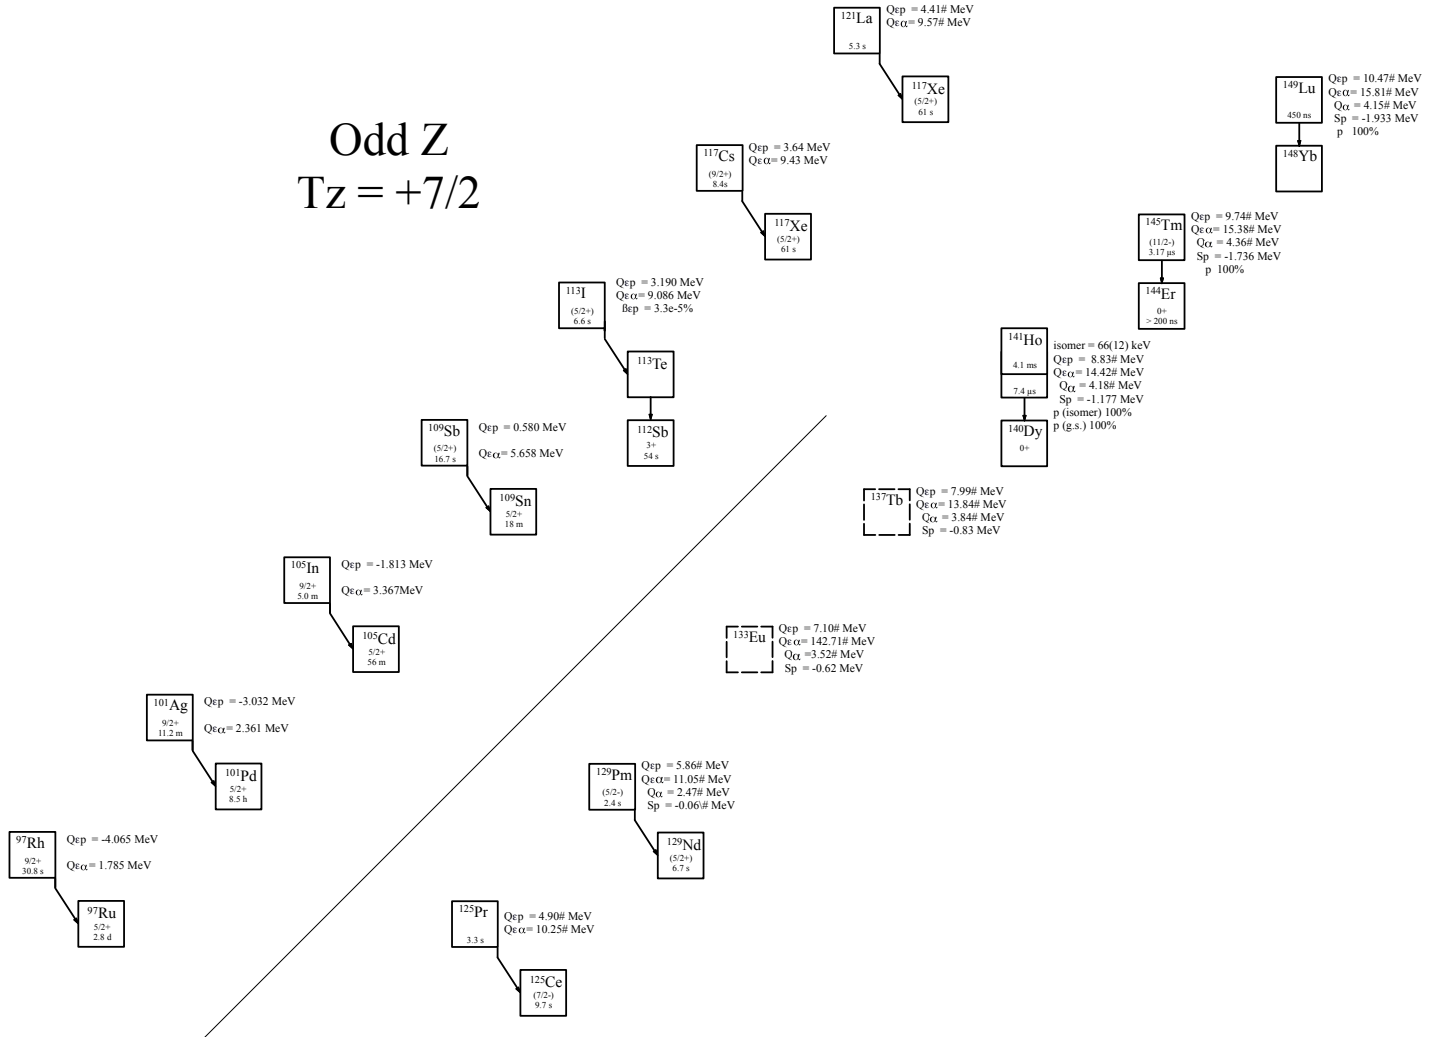 Odd Z
Tz = +7/2
¹²¹La
5.3 s
Qεp = 4.41# MeV
Qεα= 9.57# MeV
¹¹⁷Xe
(5/2+)
61 s
¹¹⁷Cs
(9/2+)
8.4s
Qεp = 3.64 MeV
Qεα= 9.43 MeV
¹¹⁷Xe
(5/2+)
61 s
¹¹³I
(5/2+)
6.6 s
Qεp = 3.190 MeV
Qεα= 9.086 MeV
βεp = 3.3e-5%
¹¹³Te
¹¹²Sb
3+
54 s
¹⁰⁹Sb
(5/2+)
16.7 s
Qεp = 0.580 MeV
Qεα= 5.658 MeV
¹⁰⁹Sn
5/2+
18 m
¹⁰⁵In
9/2+
5.0 m
Qεp = -1.813 MeV
Qεα= 3.367MeV
¹⁰⁵Cd
5/2+
56 m
¹⁰¹Ag
9/2+
11.2 m
Qεp = -3.032 MeV
Qεα= 2.361 MeV
¹⁰¹Pd
5/2+
8.5 h
⁹⁷Rh
9/2+
30.8 s
Qεp = -4.065 MeV
Qεα= 1.785 MeV
⁹⁷Ru
5/2+
2.8 d
¹⁴⁹Lu
450 ns
Qεp = 10.47# MeV
Qεα= 15.81# MeV
Qα = 4.15# MeV
Sp = -1.933 MeV
p 100%
¹⁴⁸Yb
¹⁴⁵Tm
(11/2-)
3.17 µs
Qεp = 9.74# MeV
Qεα= 15.38# MeV
Qα = 4.36# MeV
Sp = -1.736 MeV
p 100%
¹⁴⁴Er
0+
> 200 ns
¹⁴¹Ho
4.1 ms
7.4 µs
isomer = 66(12) keV
Qεp = 8.83# MeV
Qεα= 14.42# MeV
Qα = 4.18# MeV
Sp = -1.177 MeV
p (isomer) 100%
p (g.s.) 100%
¹⁴⁰Dy
0+
¹³⁷Tb
Qεp = 7.99# MeV
Qεα= 13.84# MeV
Qα = 3.84# MeV
Sp = -0.83 MeV
¹³³Eu
Qεp = 7.10# MeV
Qεα= 142.71# MeV
Qα =3.52# MeV
Sp = -0.62 MeV
¹²⁹Pm
(5/2-)
2.4 s
Qεp = 5.86# MeV
Qεα= 11.05# MeV
Qα = 2.47# MeV
Sp = -0.06\# MeV
¹²⁹Nd
(5/2+)
6.7 s
¹²⁵Pr
3.3 s
Qεp = 4.90# MeV
Qεα= 10.25# MeV
¹²⁵Ce
(7/2-)
9.7 s